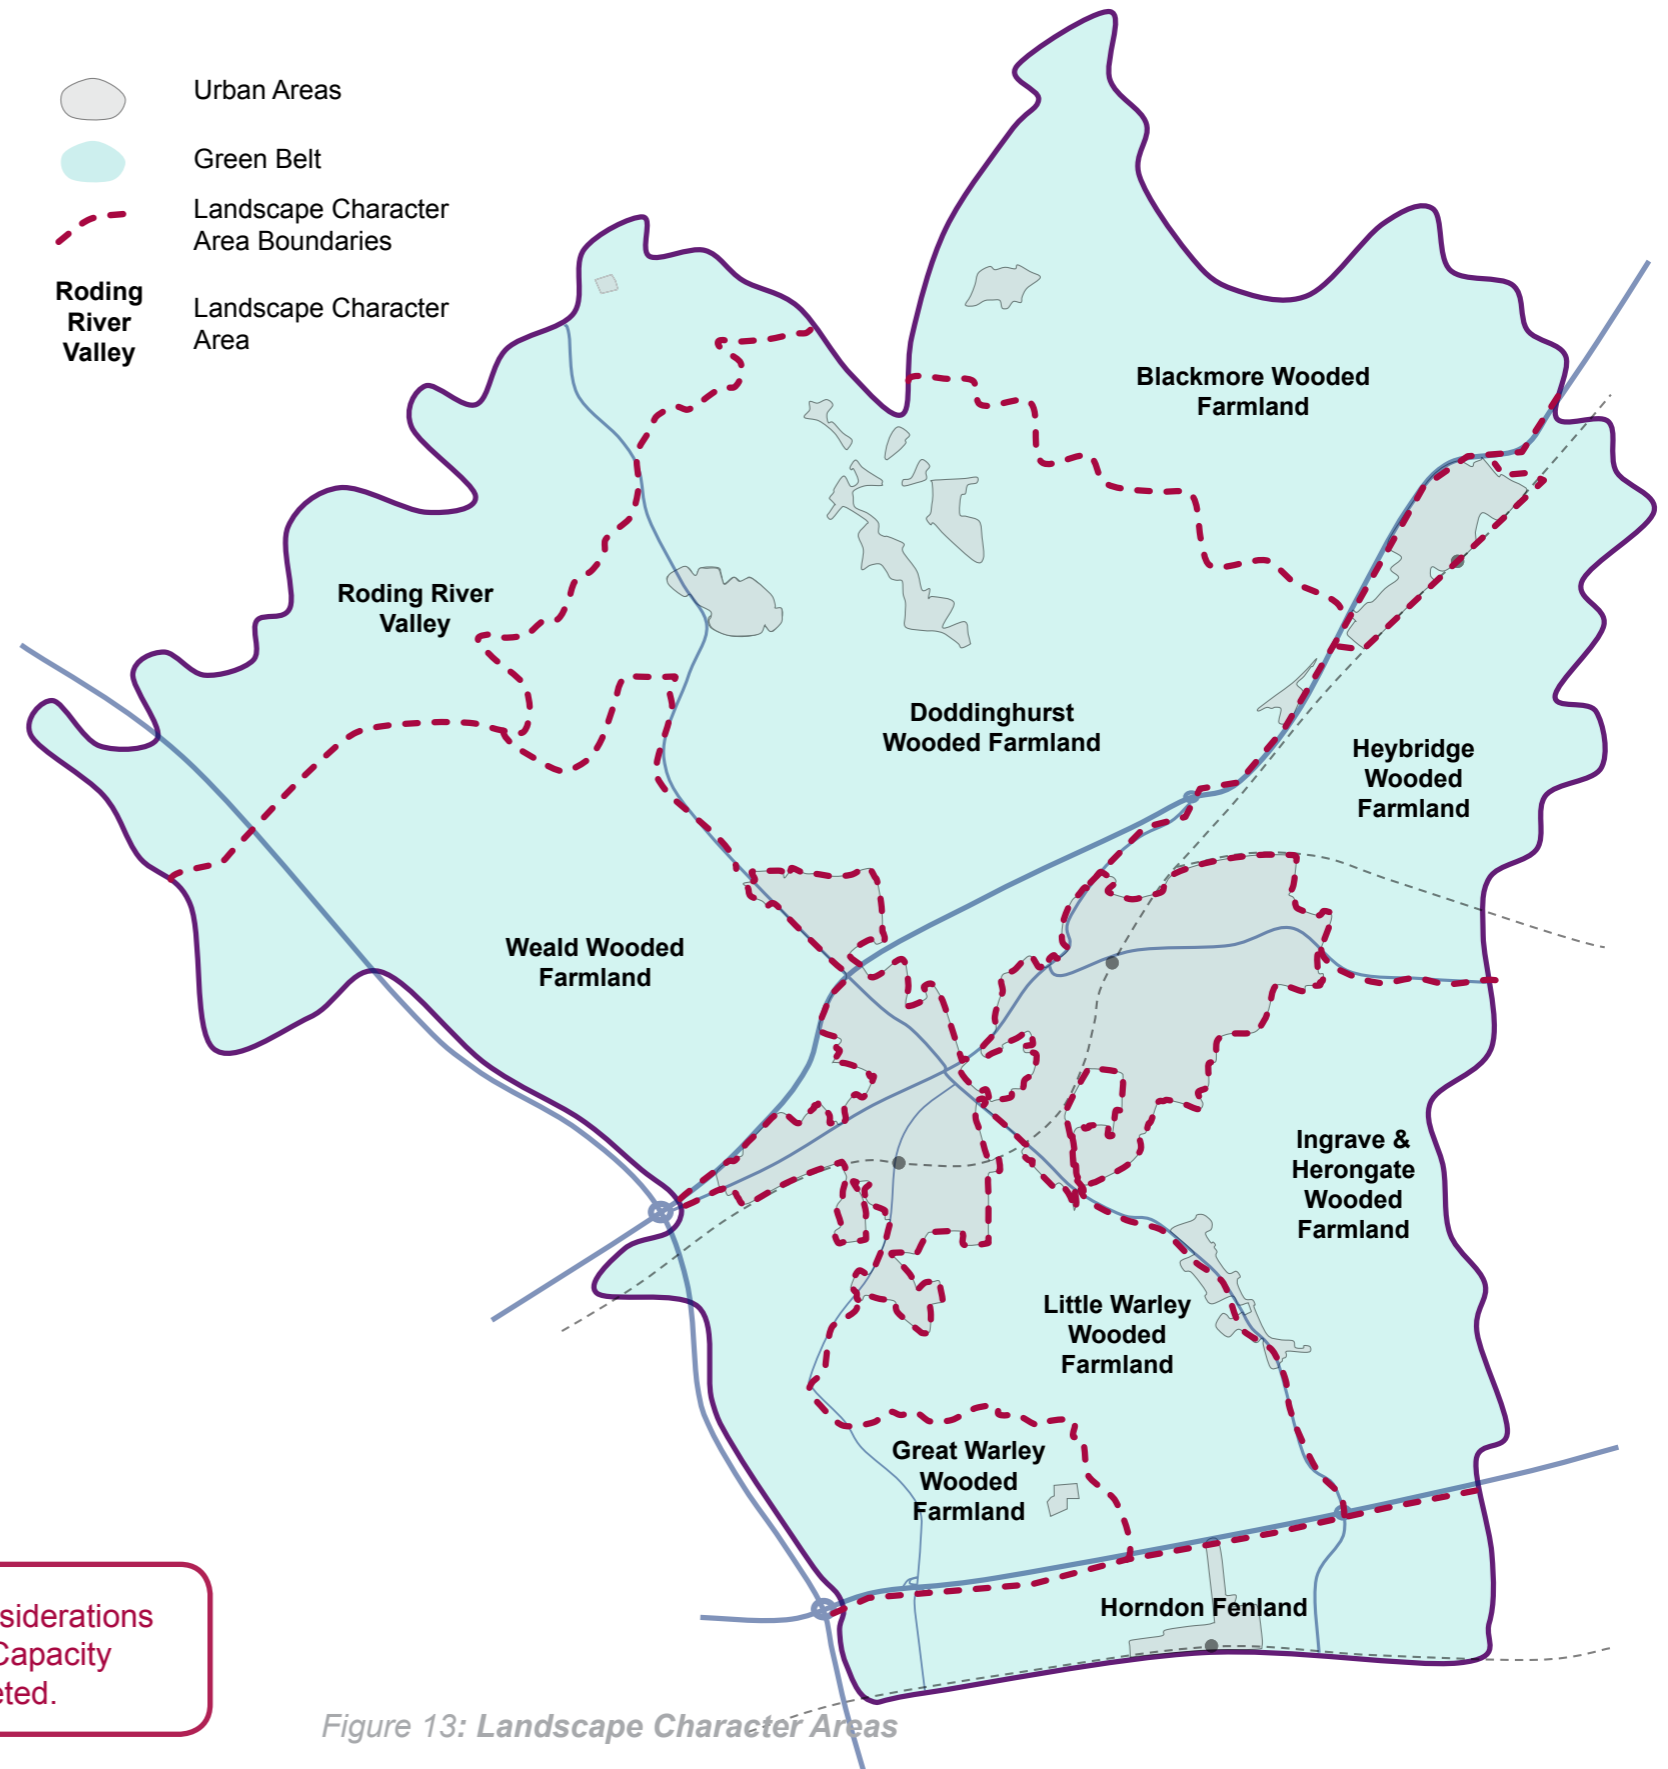 Urban Areas
Green Belt
Landscape Character
Area Boundaries
Roding
River
Valley
Landscape Character
Area
Blackmore Wooded
Farmland
Roding River
Valley
Doddinghurst
Wooded Farmland
Heybridge
Wooded
Farmland
Weald Wooded
Farmland
Ingrave &
Herongate
Wooded
Farmland
Little Warley
Wooded
Farmland
Great Warley
Wooded
Farmland
Horndon Fenland
siderations
Capacity
eted.
Figure 13: Landscape Character Areas